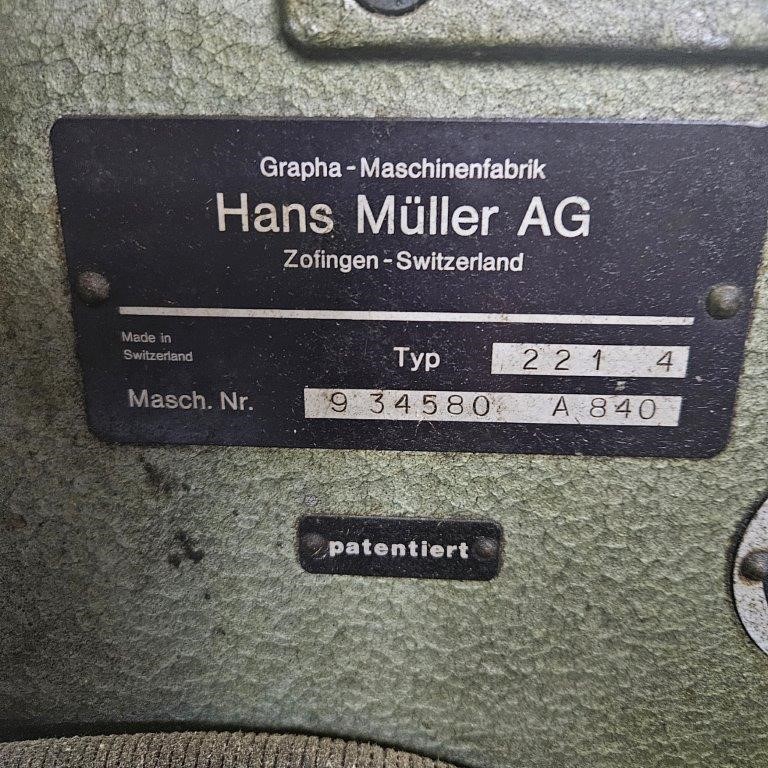 Grapha-Maschinenfabrik
Hans Müller AG
Zofingen-Switzerland
Made in
Switzerland
Typ 221 4
Masch. Nr. 9 34580 A 840
patentiert